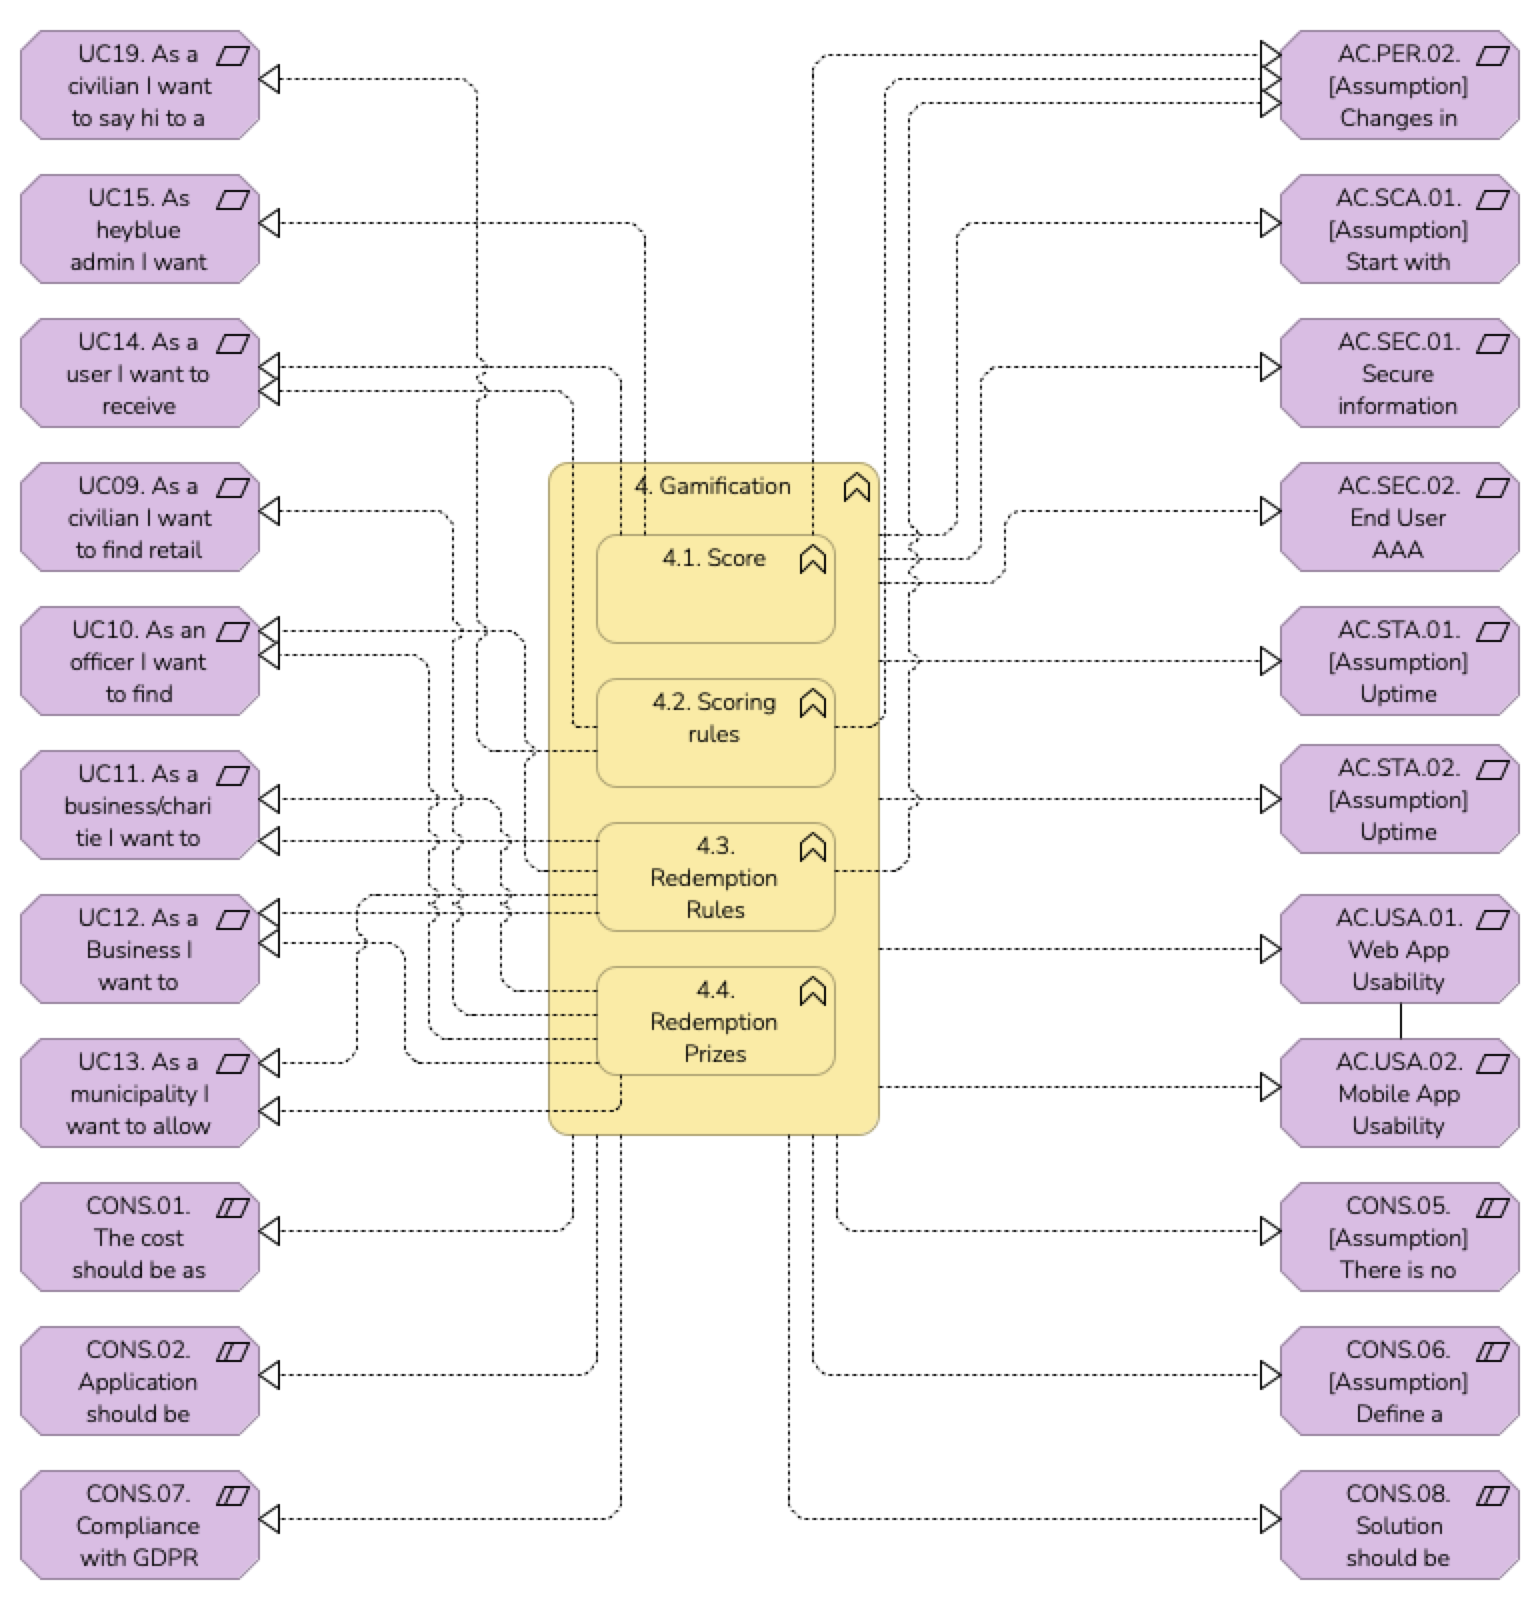 UC19. As a
civilian I want
to say hi to a
UC15. As
heyblue
admin I want
UC14. As a
user I want to
receive
UC09. As a
civilian I want
to find retail
UC10. As an
officer I want
to find
UC11. As a
business/chari
tie I want to
UC12. As a
Business I
want to
UC13. As a
municipality I
want to allow
CONS.01.
The cost
should be as
CONS.02.
Application
should be
CONS.07.
Compliance
with GDPR
4. Gamification
4.1. Score
4.2. Scoring
rules
4.3.
Redemption
Rules
4.4.
Redemption
Prizes
AC.PER.02.
[Assumption]
Changes in
AC.SCA.01.
[Assumption]
Start with
AC.SEC.01.
Secure
information
AC.SEC.02.
End User
AAA
AC.STA.01.
[Assumption]
Uptime
AC.STA.02.
[Assumption]
Uptime
AC.USA.01.
Web App
Usability
AC.USA.02.
Mobile App
Usability
CONS.05.
[Assumption]
There is no
CONS.06.
[Assumption]
Define a
CONS.08.
Solution
should be